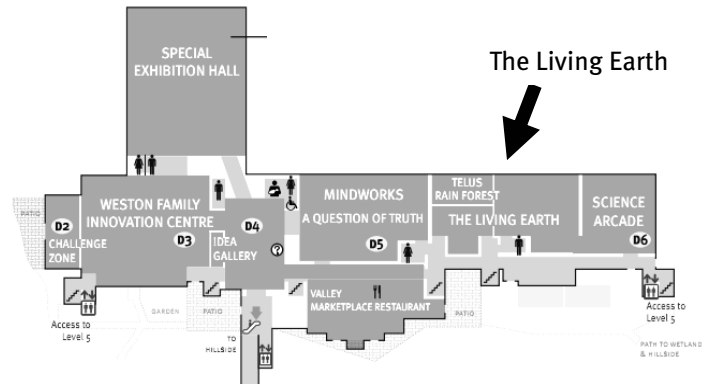 SPECIAL
EXHIBITION HALL
The Living Earth
WESTON FAMILY
INNOVATION CENTRE
D3
PATIO
D2
CHALLENGE
ZONE
D4
IDEA
GALLERY
?
MINDWORKS
A QUESTION OF TRUTH
D5
TELUS
RAIN FOREST
THE LIVING EARTH
SCIENCE
ARCADE
D6
VALLEY
MARKETPLACE RESTAURANT
Access to
Level 5
GARDEN
PATIO
TO
HILLSIDE
PATIO
Access to
Level 5
PATH TO WETLAND
& HILLSIDE